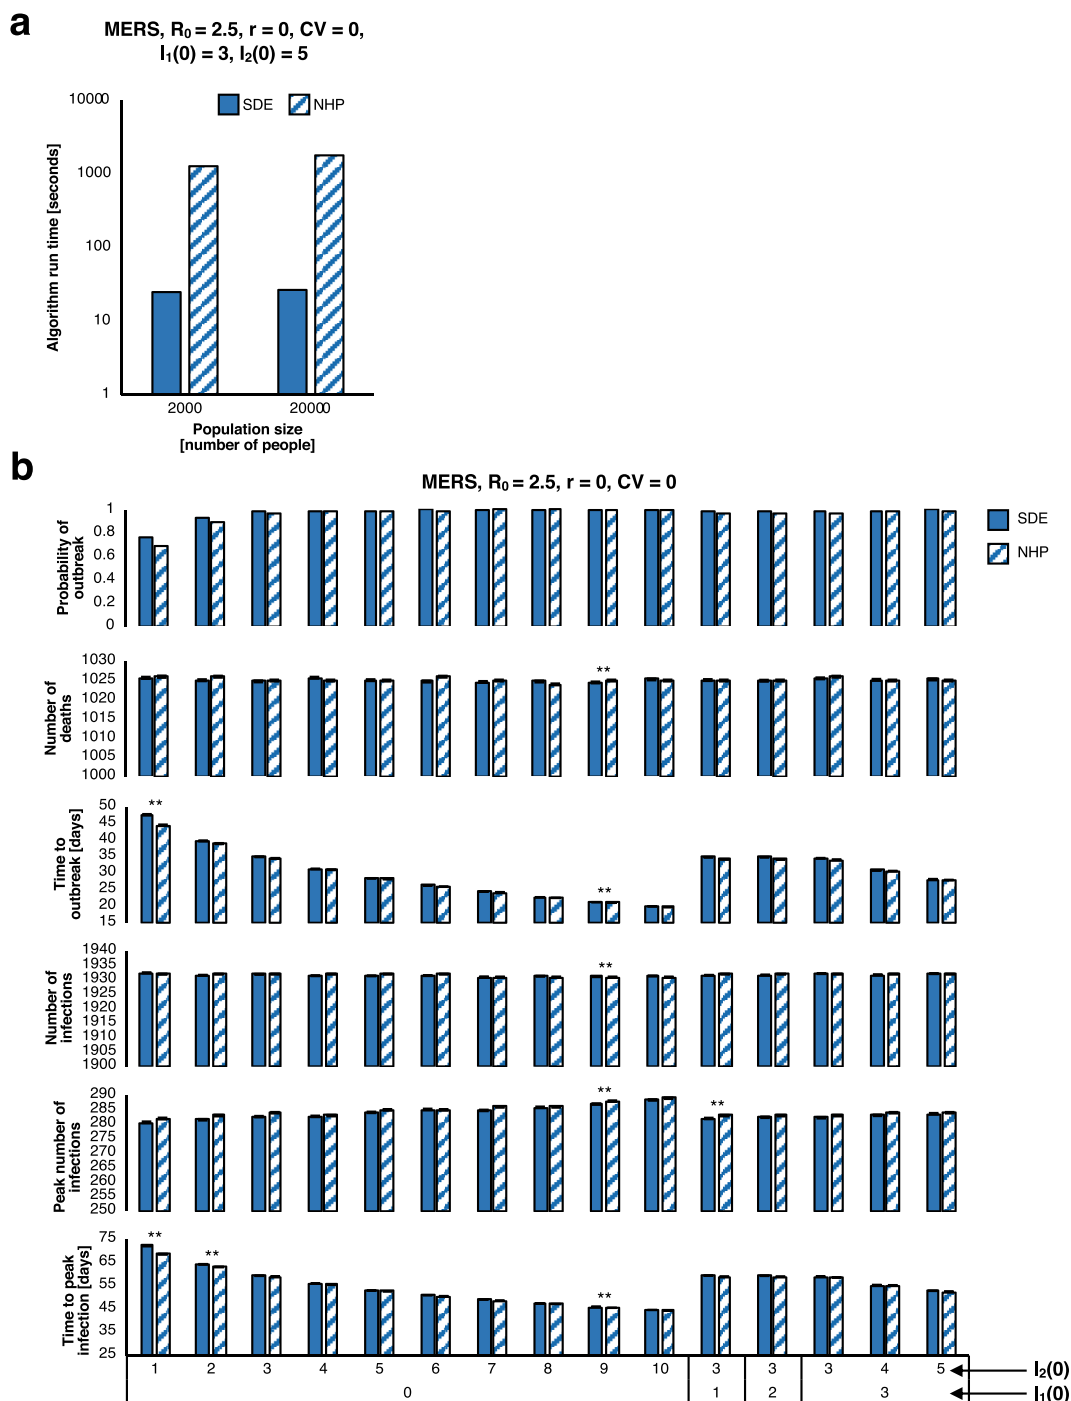 a
MERS, R0 = 2.5, r = 0, CV = 0,
I1(0) = 3, I2(0) = 5
SDE NHP
Algorithm run time [seconds]
10000
1000
100
10
1
2000 20000
Population size
[number of people]
b
MERS, R0 = 2.5, r = 0, CV = 0
SDE
NHP
Probability of
outbreak
1
0.8
0.6
0.4
0.2
0
Number of
deaths
1030
1025
1020
1015
1010
1005
1000
**
Time to
outbreak [days]
50
45
40
35
30
25
20
15
** **
Number of
infections
1940
1935
1930
1925
1920
1915
1910
1905
1900
**
Peak number of
infections
290
285
280
275
270
265
260
255
250
** **
Time to peak
infection [days]
75
65
55
45
35
25
** ** **
1 2 3 4 5 6 7 8 9 10 3 3 3 4 5 I2(0)
0 1 2 3 I1(0)